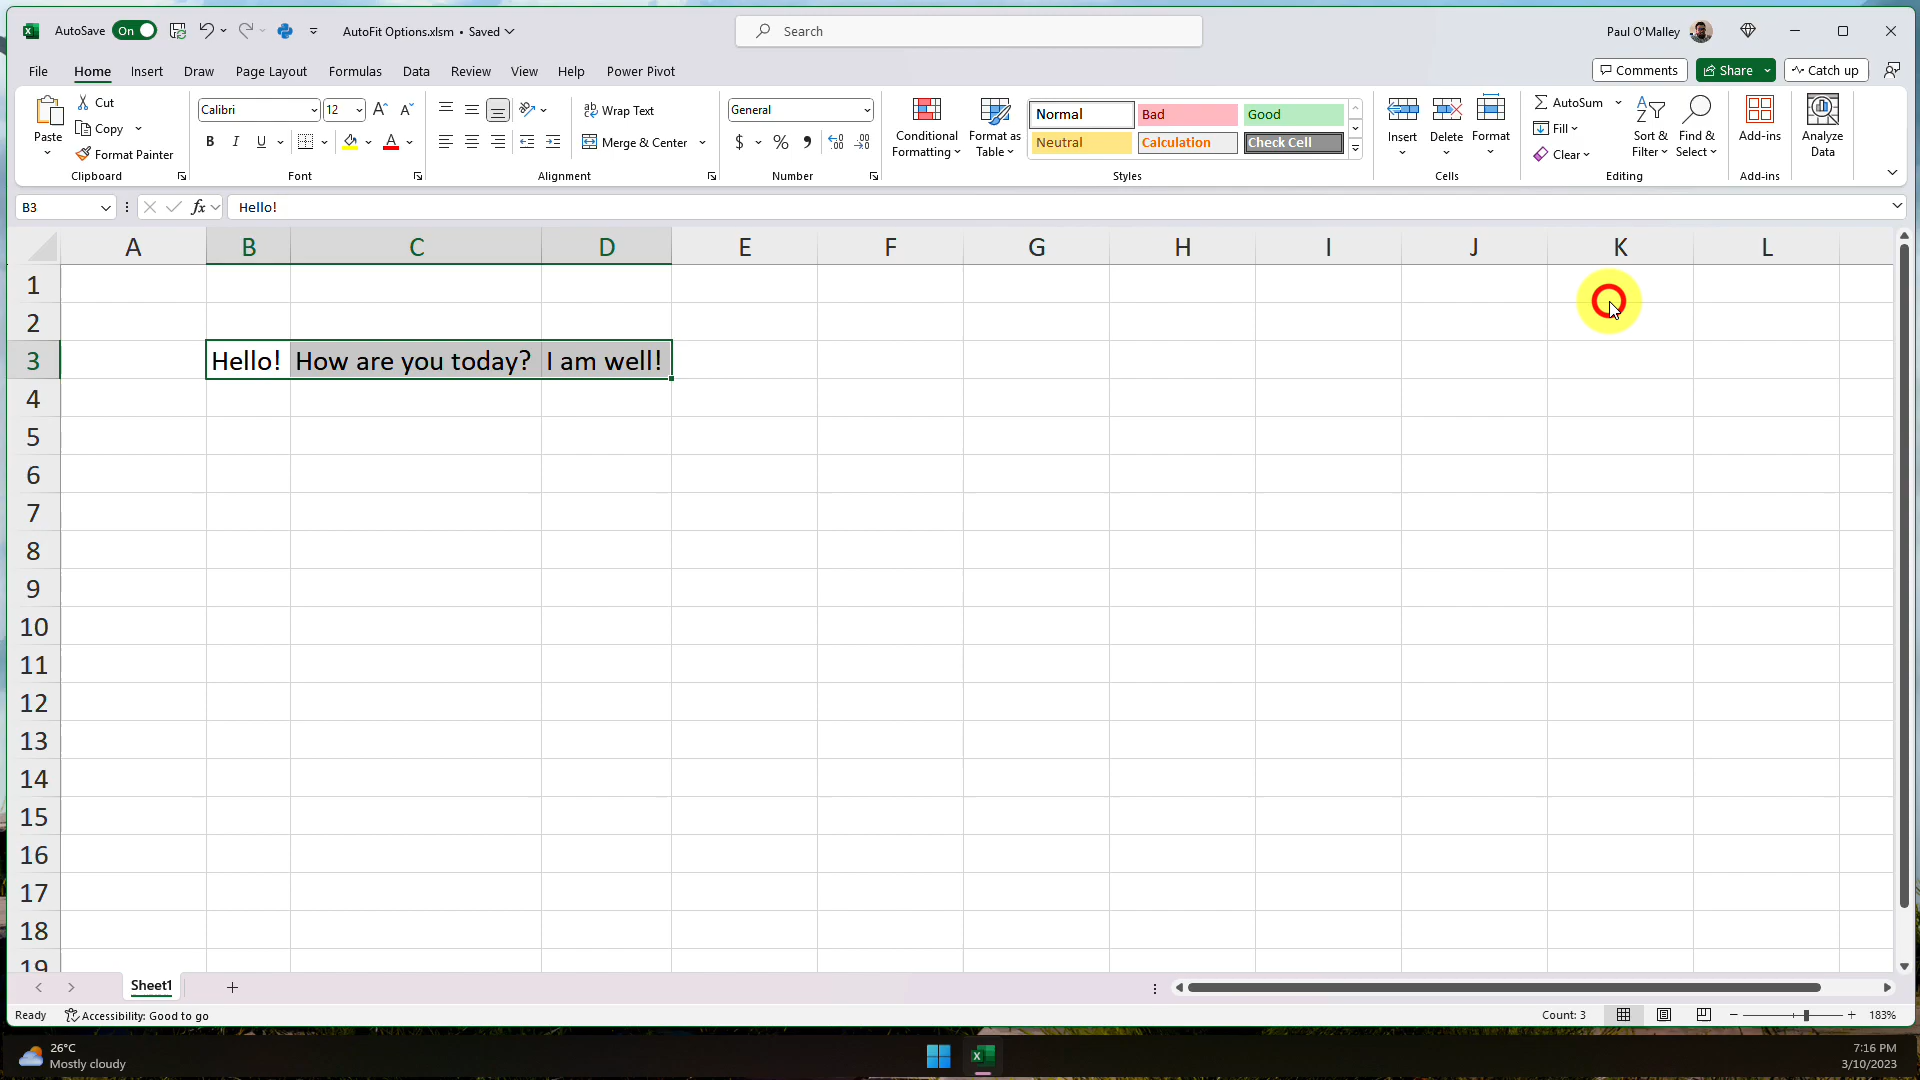 AutoSave On AutoFit Options.xlsm • Saved Search Paul O'Malley
File Home Insert Draw Page Layout Formulas Data Review View Help Power Pivot Comments Share Catch up
Paste Cut Copy Format Painter Clipboard
Calibri 12 B I U A Font
ab Wrap Text Merge & Center Alignment
General $ % Number
Conditional Formatting Format as Table Normal Bad Good Neutral Calculation Check Cell Styles
Insert Delete Format Cells
AutoSum Fill Clear Sort & Filter Find & Select Editing
Add-ins Add-ins
Analyze Data
B3 fx Hello!
A B C D E F G H I J K L
1
2
3 Hello! How are you today? I am well!
4
5
6
7
8
9
10
11
12
13
14
15
16
17
18
19
Sheet1
Ready Accessibility: Good to go Count: 3 183%
26°C
Mostly cloudy
7:16 PM
3/10/2023